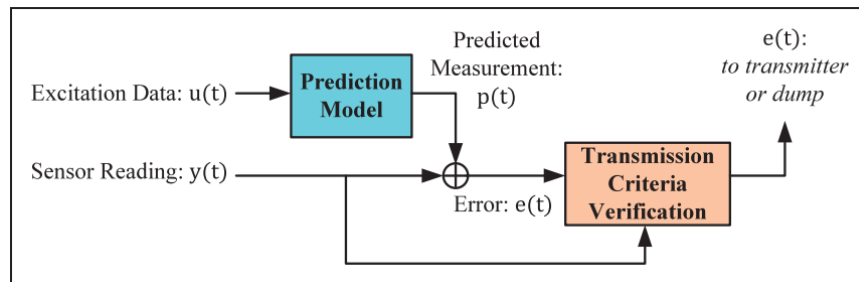 Excitation Data: u(t)
Prediction
Model
Predicted
Measurement:
p(t)
e(t):
to transmitter
or dump
Sensor Reading: y(t)
Error: e(t)
Transmission
Criteria
Verification